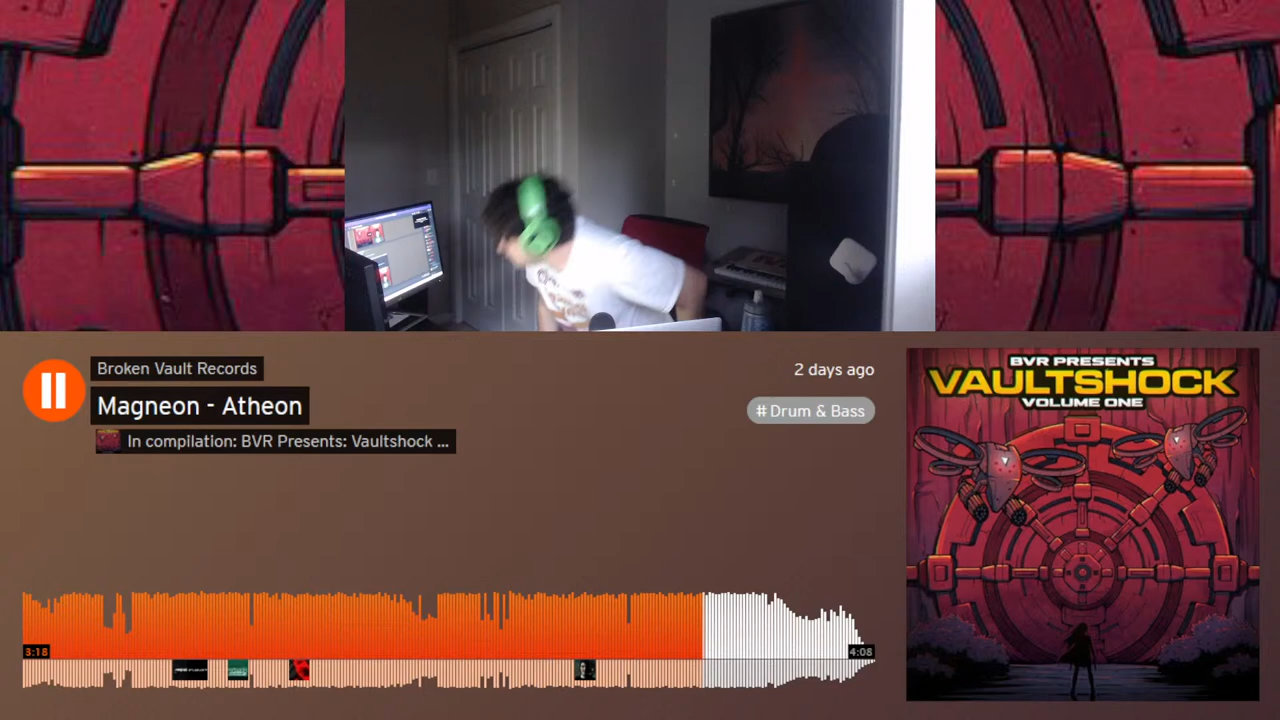 Broken Vault Records
2 days ago
Magneon - Atheon
# Drum & Bass
In compilation: BVR Presents: Vaultshock ...
3:18
4:08
BVR PRESENTS
VAULTSHOCK
VOLUME ONE